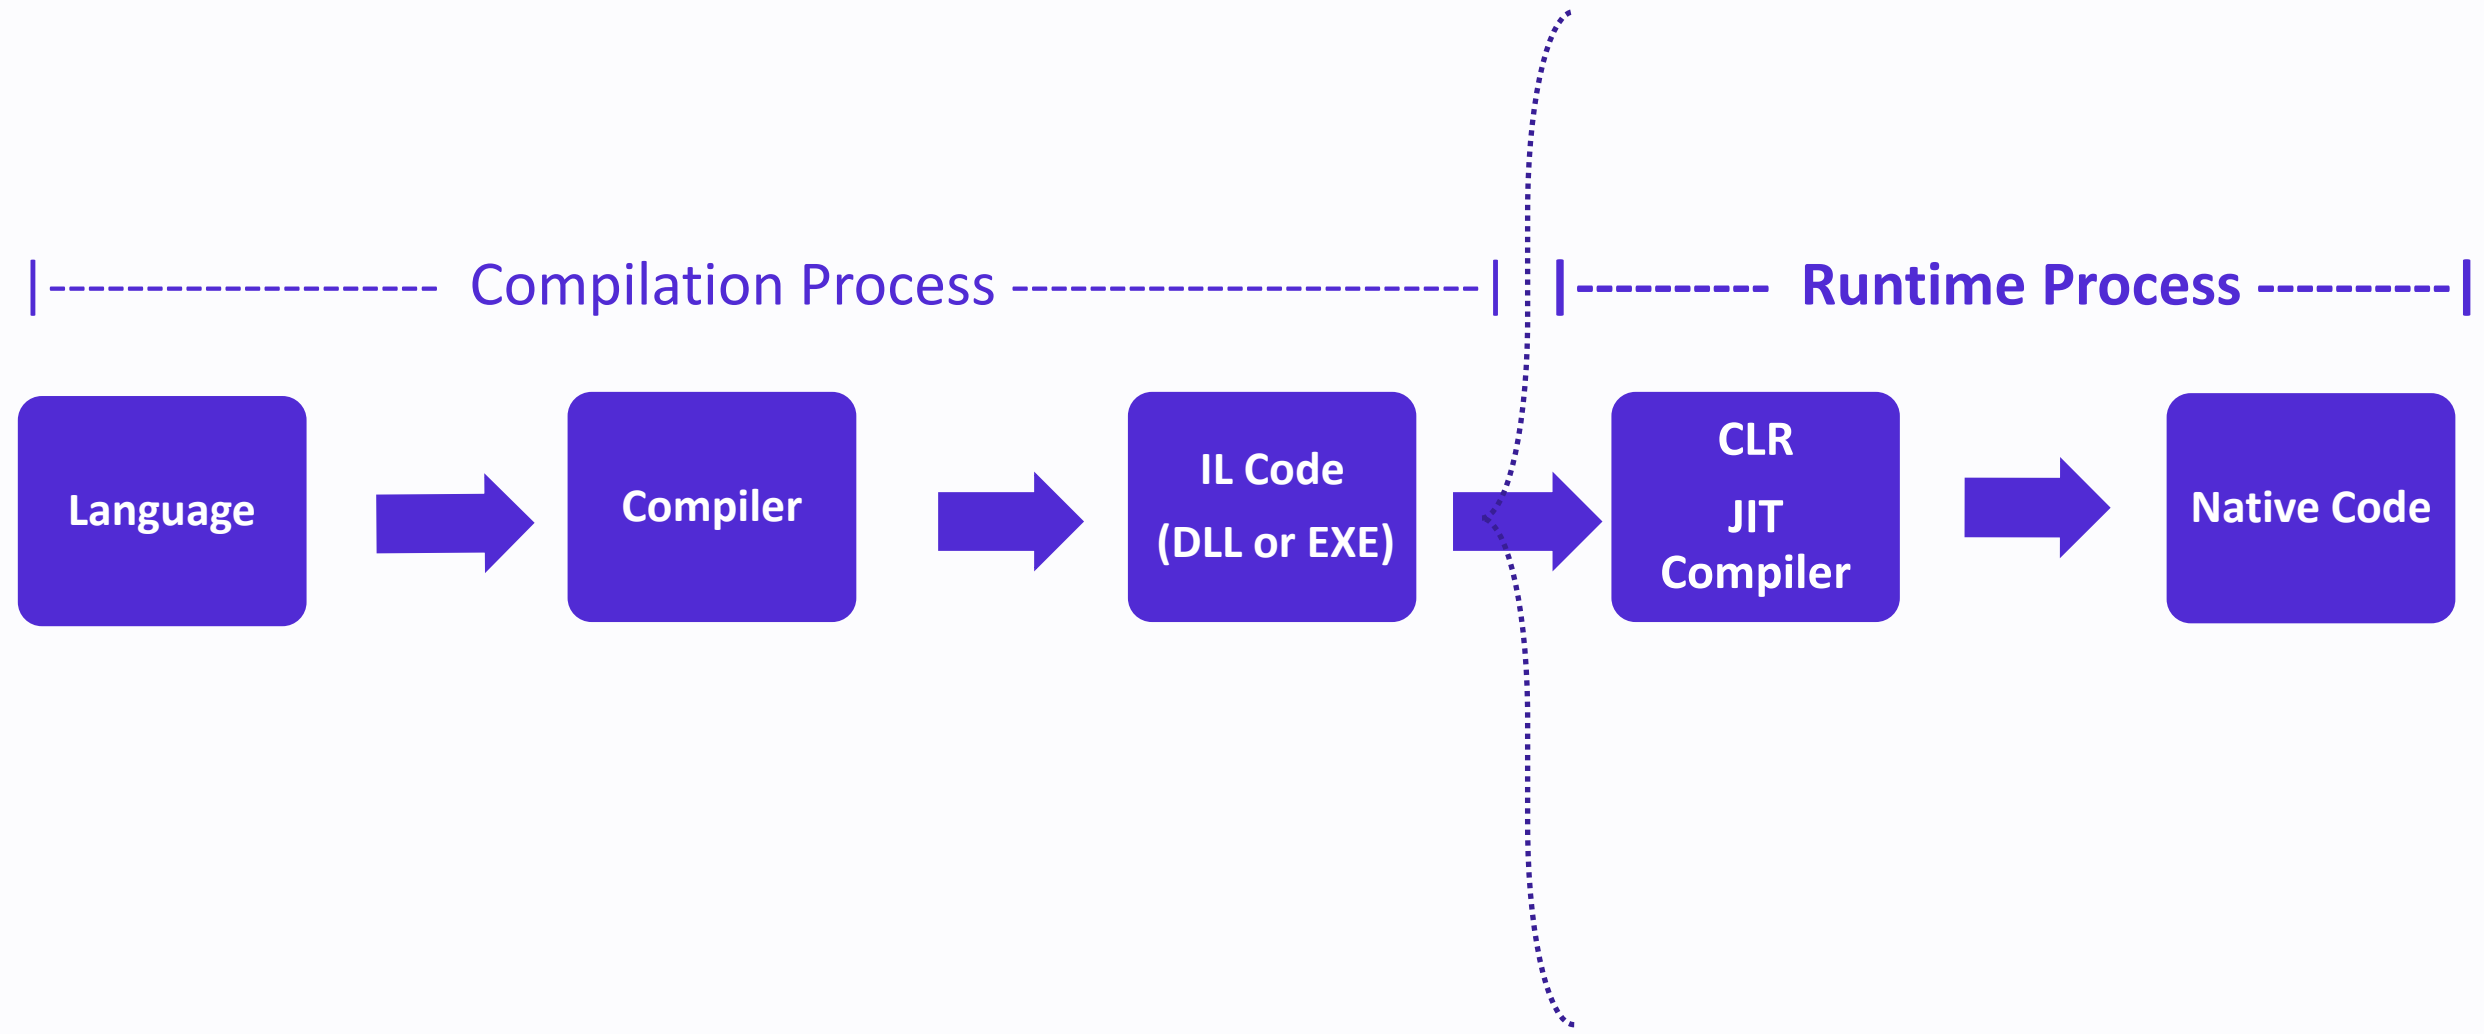 |-------------------- Compilation Process ------------------------|
|---------- Runtime Process ----------|
Language
Compiler
IL Code
(DLL or EXE)
CLR
JIT
Compiler
Native Code